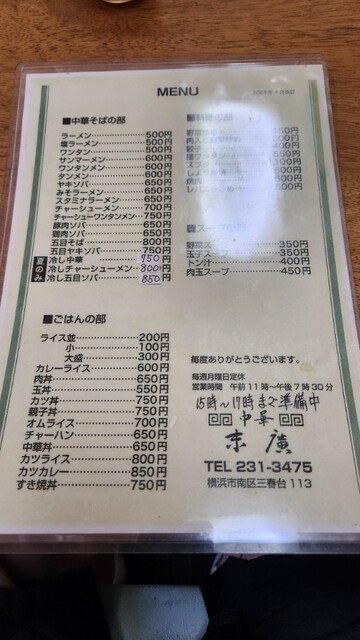 MENU
■中華そばの部
ラーメン 500円
塩ラーメン 550円
ワンタン 500円
サンマーメン 600円
ワンタンメン 600円
タンメン 600円
ヤキソバ 650円
みそラーメン 650円
スタミナラーメン 650円
チャーシューメン 700円
チャーシューワンタンメン 750円
豚肉ソバ 650円
鶏肉ソバ 650円
五目ソバ 800円
五目ヤキソバ 750円
夏のみ
冷し中華 750円
冷しチャーシューメン 800円
冷し五目ソバ 850円
■ごはんの部
ライス並 200円
小 100円
大盛 300円
カレーライス 600円
肉丼 650円
玉丼 550円
カツ丼 750円
親子丼 750円
オムライス 700円
チャーハン 650円
中華丼 650円
カツライス 800円
カツカレー 850円
すき焼丼 750円
野菜 350円
玉子スープ 350円
トン汁 400円
肉玉スープ 450円
毎度ありがとうございます。
毎週月曜日定休
営業時間 午前11時〜午後7時30分
15時〜17時まで準備中
中華
末廣
TEL 231-3475
横浜市南区三春台113